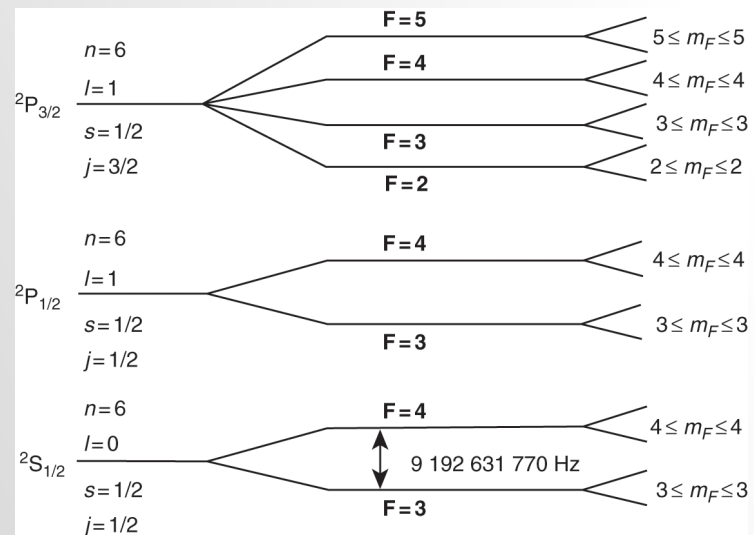 F=5
n=6
5≤ m_F ≤5
F=4
l=1
4≤ m_F ≤4
²P₃/₂
3≤ m_F ≤3
s=1/2
F=3
j=3/2
2≤ m_F ≤2
F=2
n=6
F=4
4≤ m_F ≤4
l=1
²P₁/₂
s=1/2
3≤ m_F ≤3
F=3
j=1/2
n=6
F=4
4≤ m_F ≤4
l=0
²S₁/₂
9 192 631 770 Hz
s=1/2
3≤ m_F ≤3
F=3
j=1/2